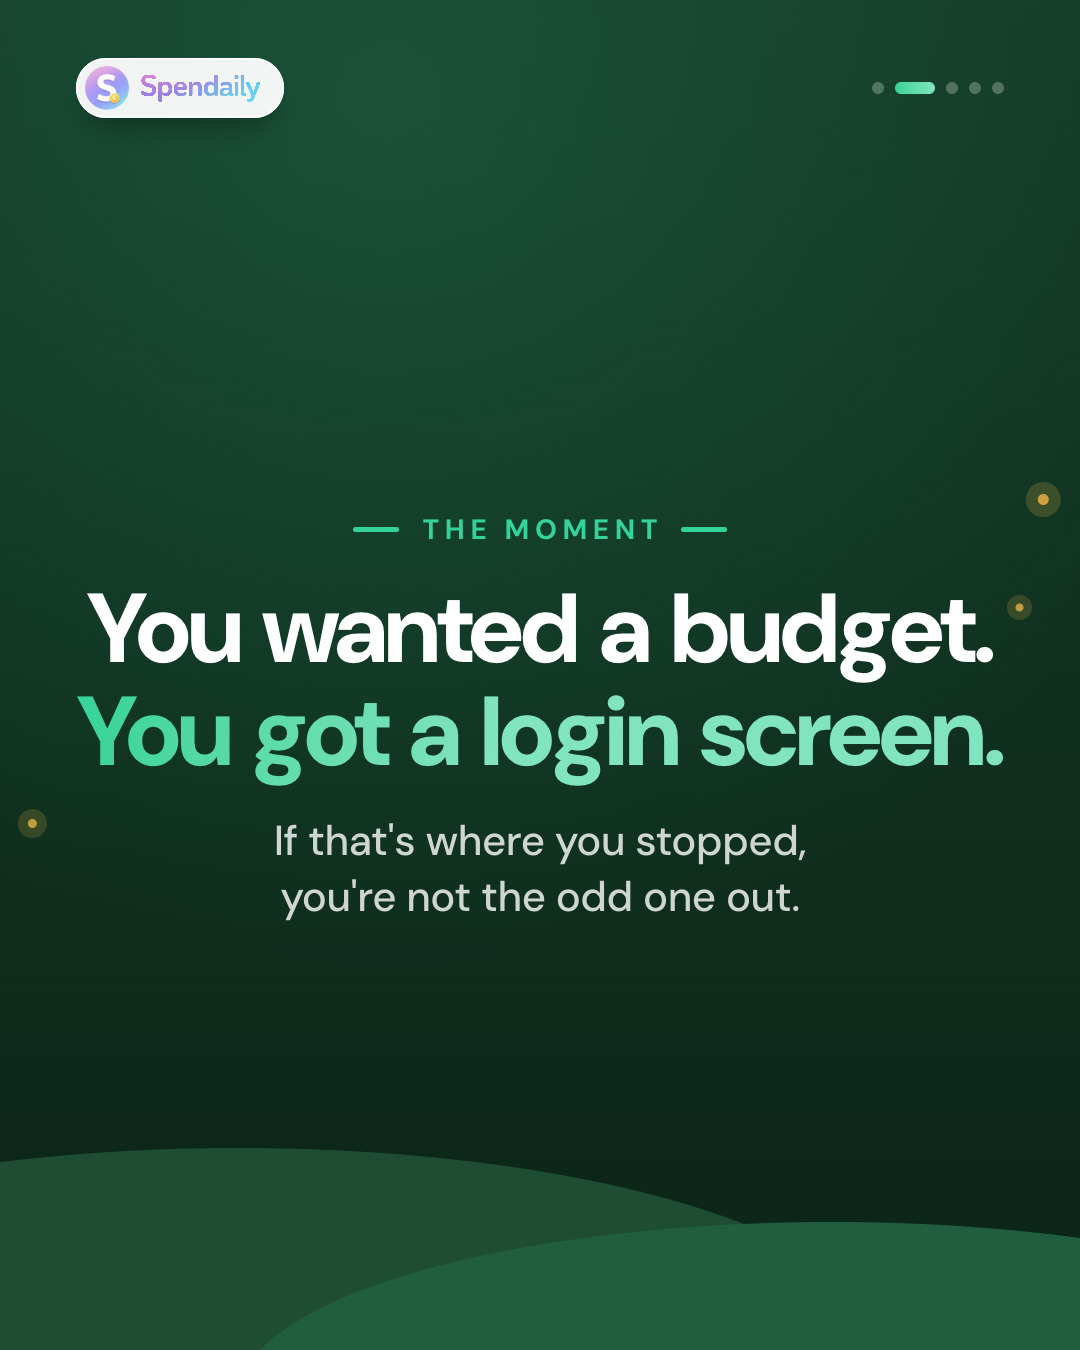 Spendaily
THE MOMENT
You wanted a budget.
You got a login screen.
If that's where you stopped,
you're not the odd one out.